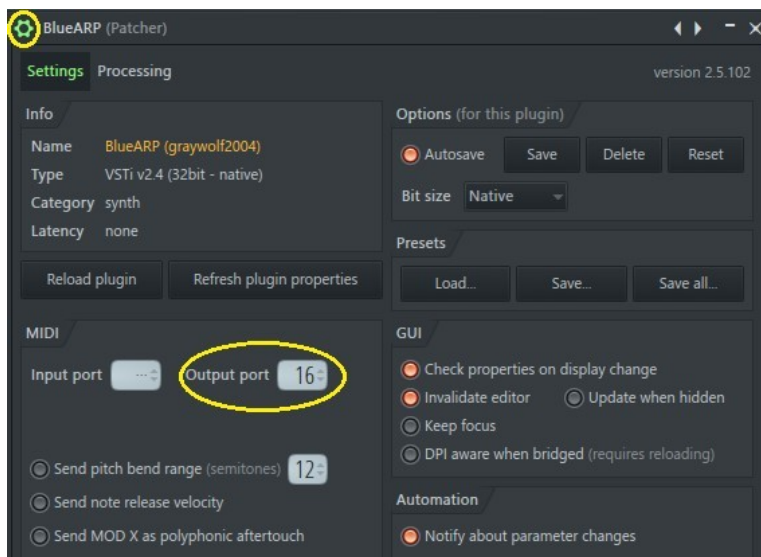 BlueARP (Patcher)
Settings Processing
version 2.5.102
Info
Name BlueARP (graywolf2004)
Type VSTi v2.4 (32bit - native)
Category synth
Latency none
Reload plugin Refresh plugin properties
Options (for this plugin)
Autosave Save Delete Reset
Bit size Native
Presets
Load... Save... Save all...
MIDI
Input port --- Output port 16
Send pitch bend range (semitones) 12
Send note release velocity
Send MOD X as polyphonic aftertouch
GUI
Check properties on display change
Invalidate editor Update when hidden
Keep focus
DPI aware when bridged (requires reloading)
Automation
Notify about parameter changes